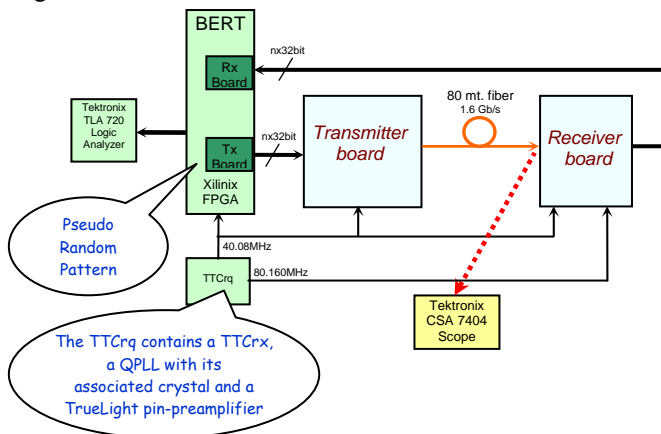 BERT
nx32bit
Rx
Board
80 mt. fiber
1.6 Gb/s
Tektronix
TLA 720
Logic
Analyzer
nx32bit
Transmitter
board
Receiver
board
Tx
Board
Xilinix
FPGA
Pseudo
Random
Pattern
40.08MHz
TTCrq
80.160MHz
Tektronix
CSA 7404
Scope
The TTCrq contains a TTCrx,
a QPLL with its
associated crystal and a
TrueLight pin-preamplifier